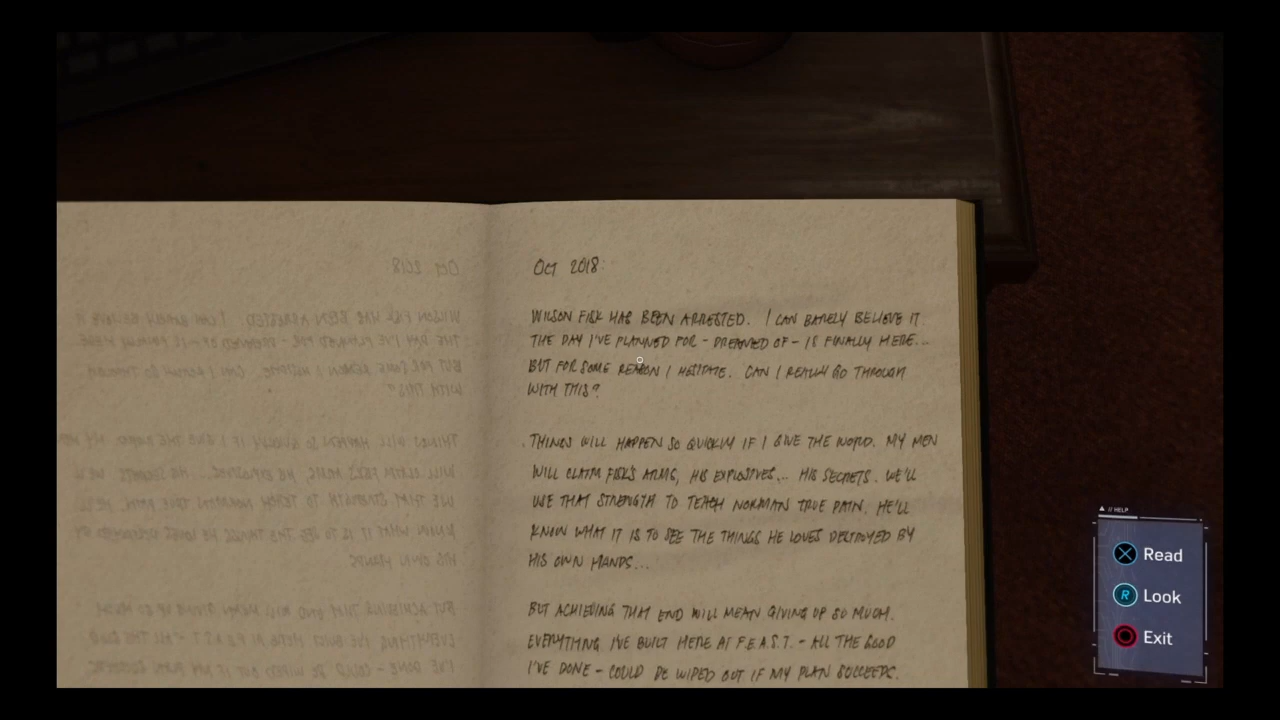 OCT 2018:
WILSON FISK HAS BEEN ARRESTED. I CAN BARELY BELIEVE IT.
THE DAY I'VE PLANNED FOR - DREAMED OF - IS FINALLY HERE...
BUT FOR SOME REASON I HESITATE. CAN I REALLY GO THROUGH
WITH THIS?
THINGS WILL HAPPEN SO QUICKLY IF I GIVE THE WORD. MY MEN
WILL CLAIM FISK'S ARMS, HIS EXPLOSIVES... HIS SECRETS. WE'LL
USE THAT STRENGTH TO TEACH NORMAN TRUE PAIN. HE'LL
KNOW WHAT IT IS TO SEE THE THINGS HE LOVES DESTROYED BY
HIS OWN HANDS...
BUT ACHIEVING THAT END WILL MEAN GIVING UP SO MUCH.
EVERYTHING I'VE BUILT HERE AT F.E.A.S.T. - ALL THE GOOD
I'VE DONE - COULD BE WIPED OUT IF MY PLAN SUCCEEDS.
// HELP
Read
R Look
Exit